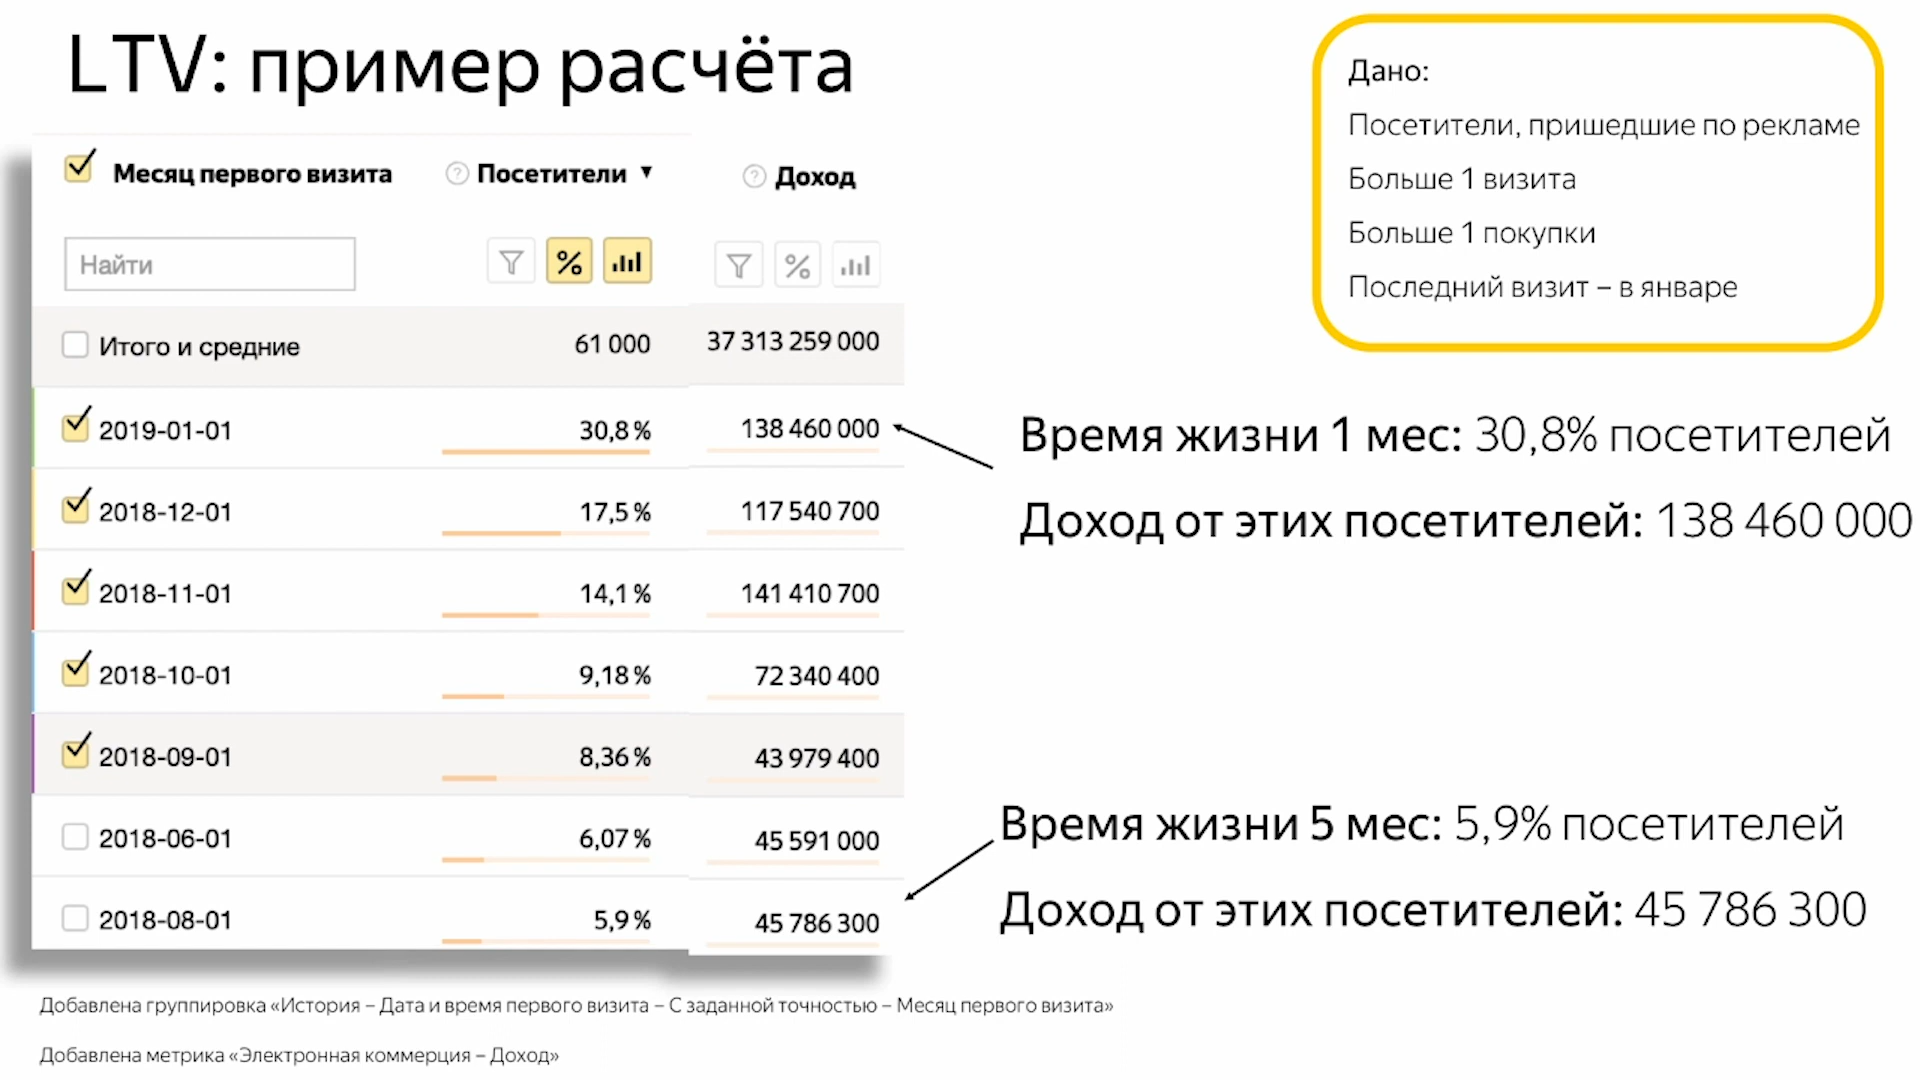 LTV: пример расчёта
Дано:
Посетители, пришедшие по рекламе
Больше 1 визита
Больше 1 покупки
Последний визит – в январе
Месяц первого визита ? Посетители ▼ ? Доход
Найти % %
Итого и средние 61 000 37 313 259 000
2019-01-01 30,8 % 138 460 000
2018-12-01 17,5 % 117 540 700
2018-11-01 14,1 % 141 410 700
2018-10-01 9,18 % 72 340 400
2018-09-01 8,36 % 43 979 400
2018-06-01 6,07 % 45 591 000
2018-08-01 5,9 % 45 786 300
Время жизни 1 мес: 30,8% посетителей
Доход от этих посетителей: 138 460 000
Время жизни 5 мес: 5,9% посетителей
Доход от этих посетителей: 45 786 300
Добавлена группировка «История – Дата и время первого визита – С заданной точностью – Месяц первого визита»
Добавлена метрика «Электронная коммерция – Доход»